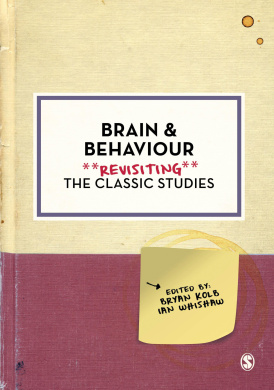 BRAIN &
BEHAVIOUR
**REVISITING**
THE CLASSIC STUDIES
EDITED BY:
BRYAN KOLB
IAN WHISHAW
S